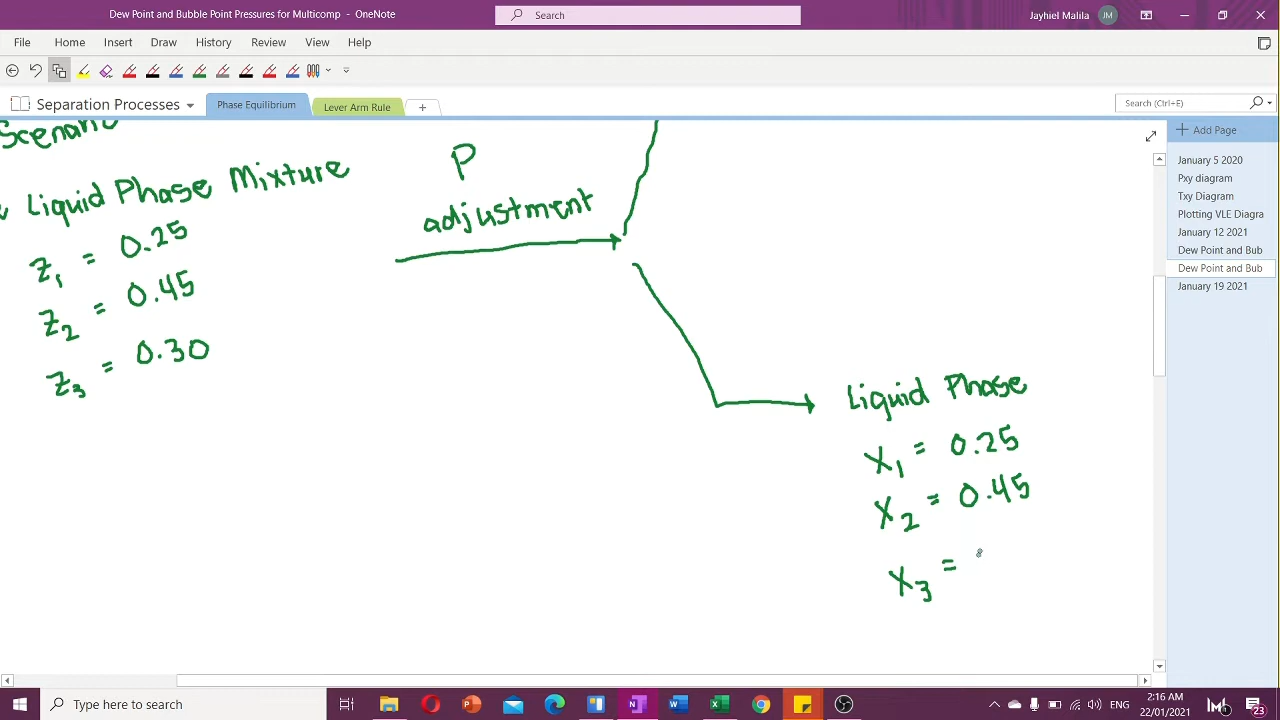 Dew Point and Bubble Point Pressures for Multicomp - OneNote
Search
Jayhiel Malila
JM
File Home Insert Draw History Review View Help
Separation Processes
Phase Equilibrium
Lever Arm Rule
Search (Ctrl+E)
Add Page
January 5 2020
Pxy diagram
Txy Diagram
Plotting VLE Diagra
January 12 2021
Dew Point and Bub
Dew Point and Bub
January 19 2021
Scenario
Liquid Phase Mixture
z₁ = 0.25
z₂ = 0.45
z₃ = 0.30
P
adjustment
Liquid Phase
x₁ = 0.25
x₂ = 0.45
x₃ =
Type here to search
ENG
2:16 AM
22/01/2021
23